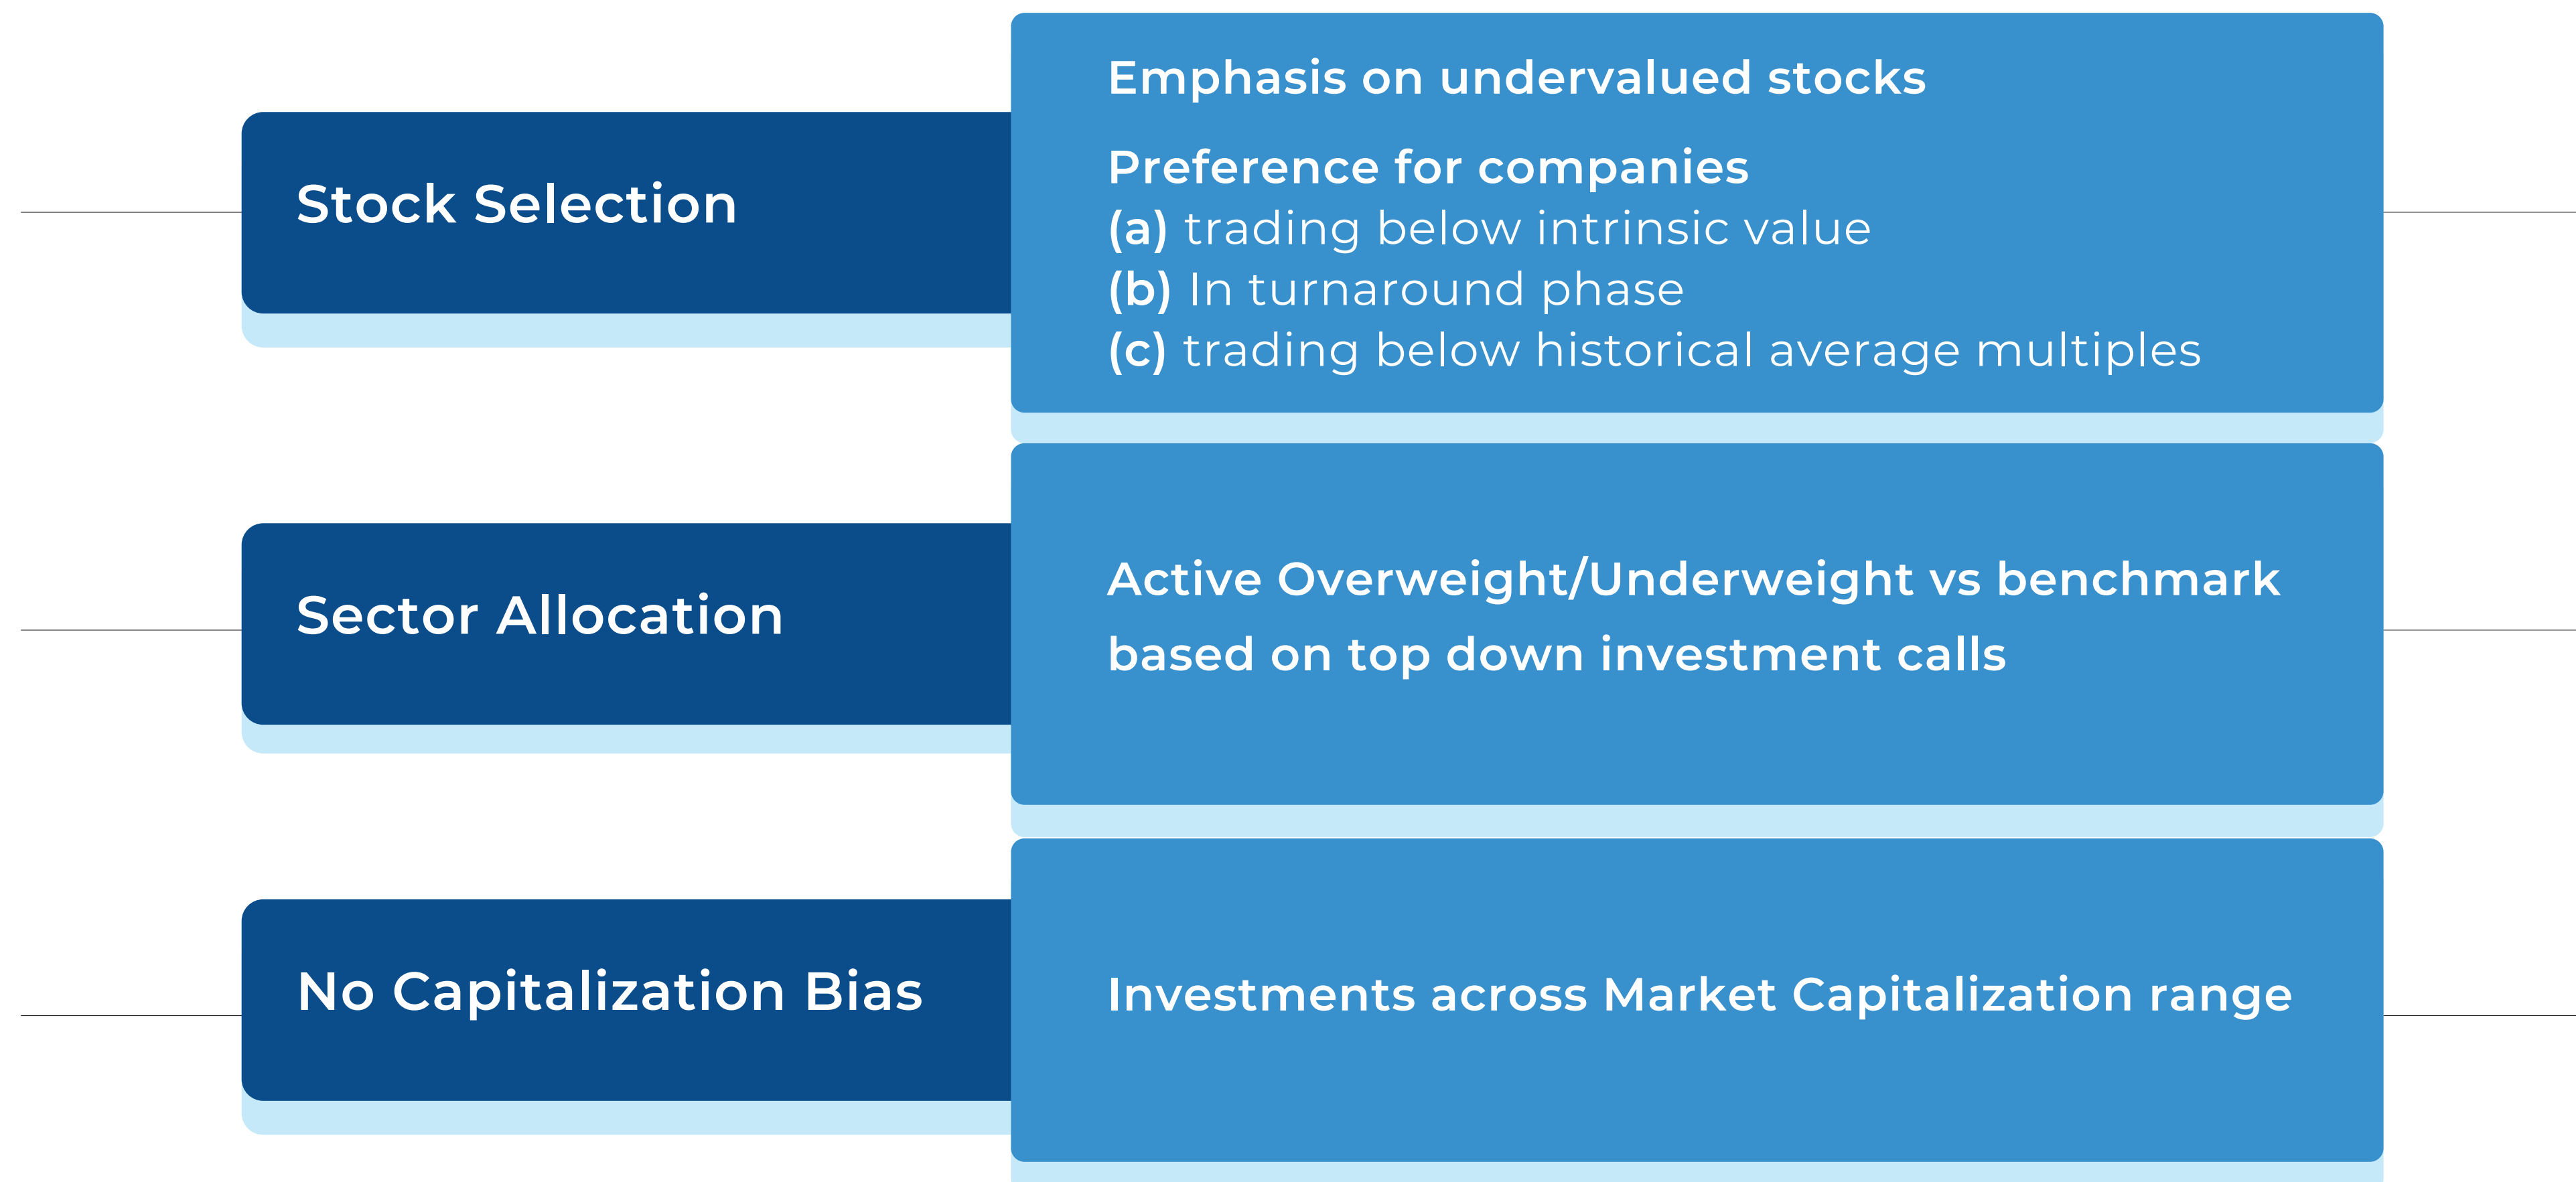 Stock Selection
Emphasis on undervalued stocks
Preference for companies
(a) trading below intrinsic value
(b) In turnaround phase
(c) trading below historical average multiples
Sector Allocation
Active Overweight/Underweight vs benchmark
based on top down investment calls
No Capitalization Bias
Investments across Market Capitalization range